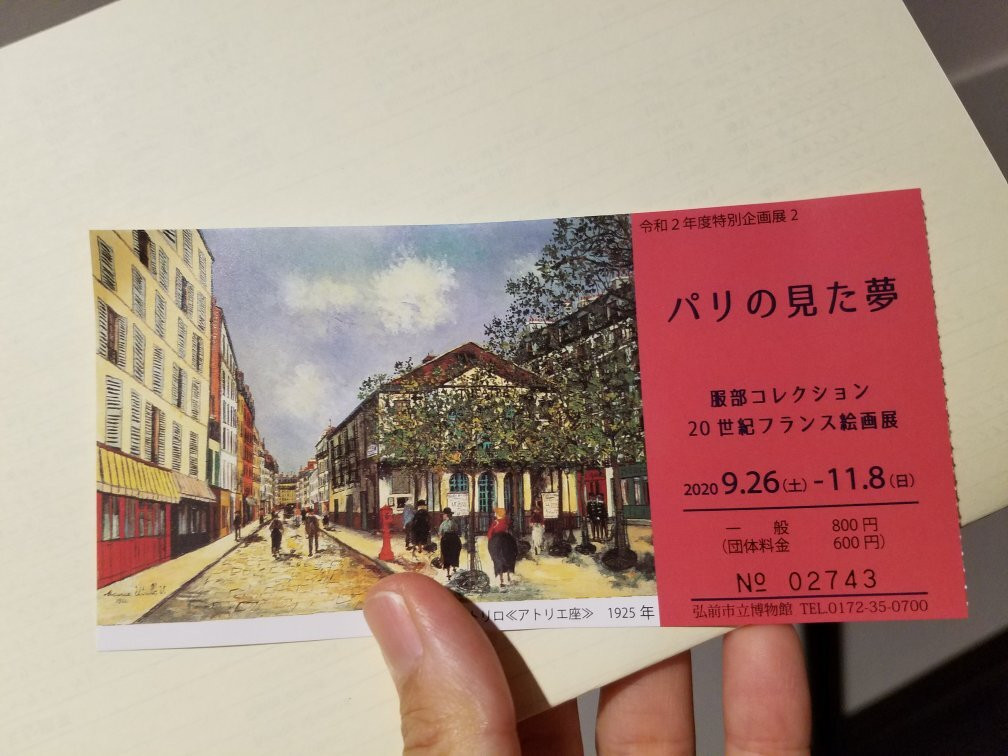 令和2年度特別企画展2
パリの見た夢
服部コレクション
20世紀フランス絵画展
2020 9.26(土)-11.8(日)
一 般 800円
(団体料金 600円)
Nº 02743
弘前市立博物館 TEL.0172-35-0700
リロ≪アトリエ座≫ 1925年